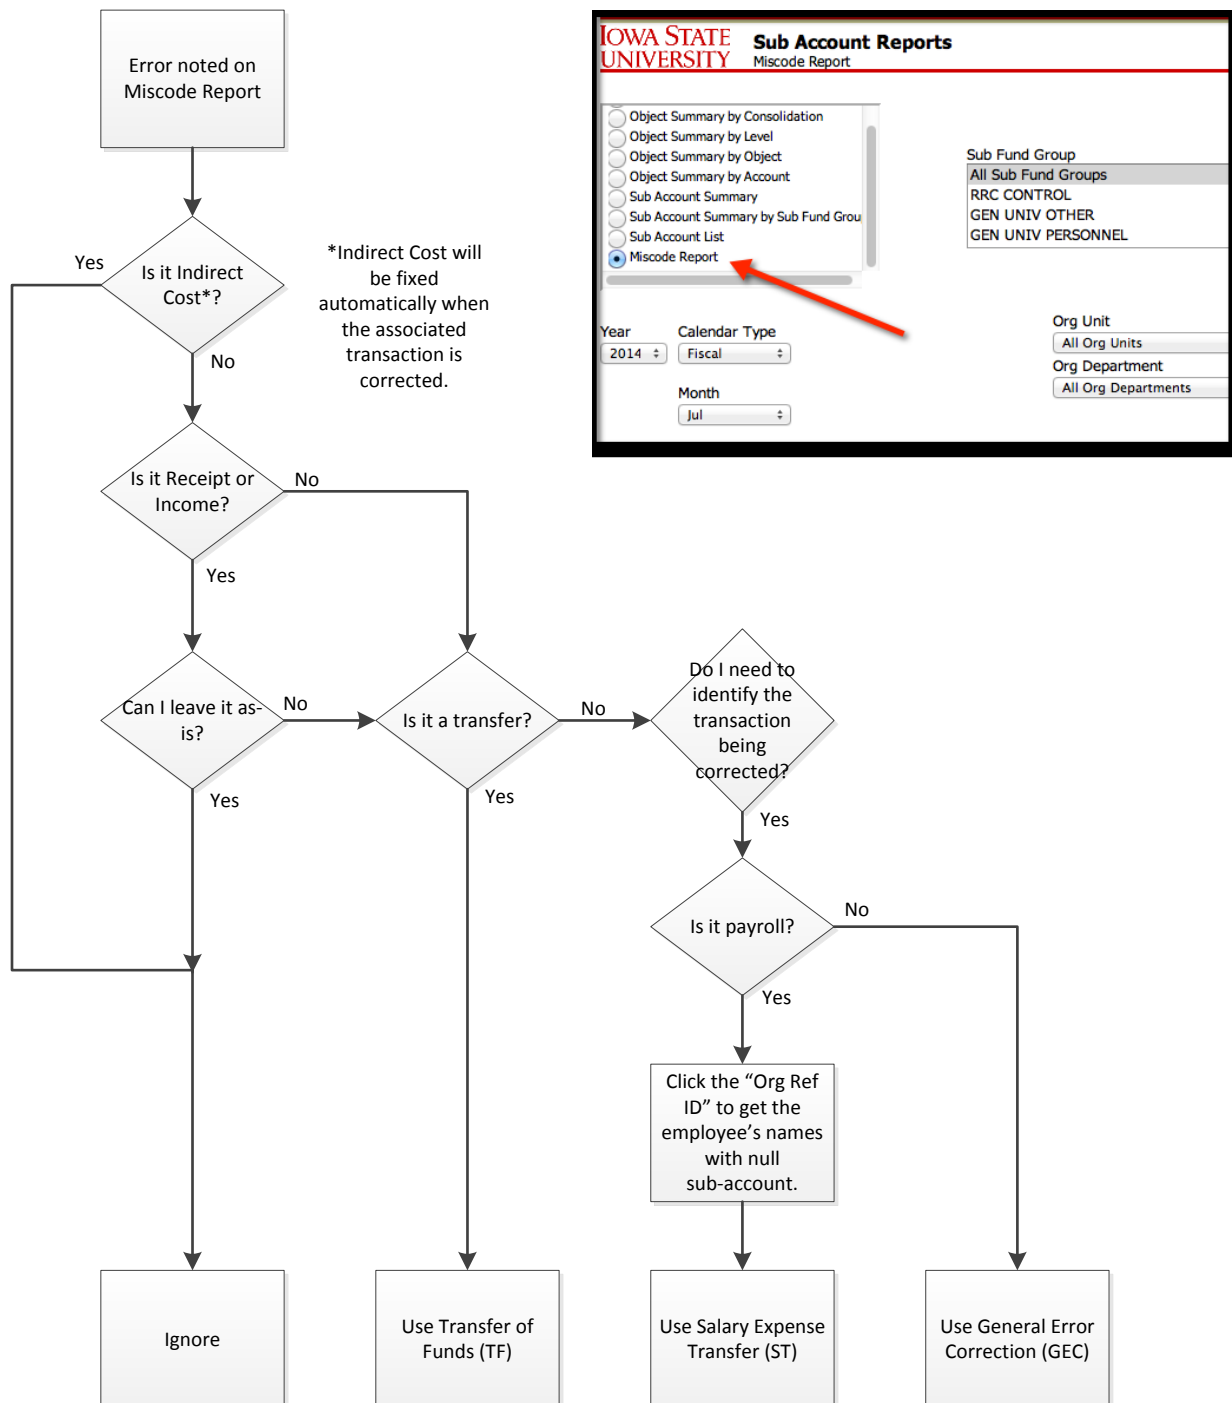 Error noted on
Miscode Report
IOWA STATE
UNIVERSITY
Sub Account Reports
Miscode Report
Object Summary by Consolidation
Object Summary by Level
Object Summary by Object
Object Summary by Account
Sub Account Summary
Sub Account Summary by Sub Fund Grou
Sub Account List
Miscode Report
Sub Fund Group
All Sub Fund Groups
RRC CONTROL
GEN UNIV OTHER
GEN UNIV PERSONNEL
Year
2014
Calendar Type
Fiscal
Month
Jul
Org Unit
All Org Units
Org Department
All Org Departments
Yes
Is it Indirect
Cost*?
No
*Indirect Cost will
be fixed
automatically when
the associated
transaction is
corrected.
Is it Receipt or
Income?
No
Yes
Can I leave it as-
is?
No
Yes
Is it a transfer?
No
Yes
Do I need to
identify the
transaction
being
corrected?
Yes
Is it payroll?
No
Yes
Click the “Org Ref
ID” to get the
employee’s names
with null
sub-account.
Ignore
Use Transfer of
Funds (TF)
Use Salary Expense
Transfer (ST)
Use General Error
Correction (GEC)